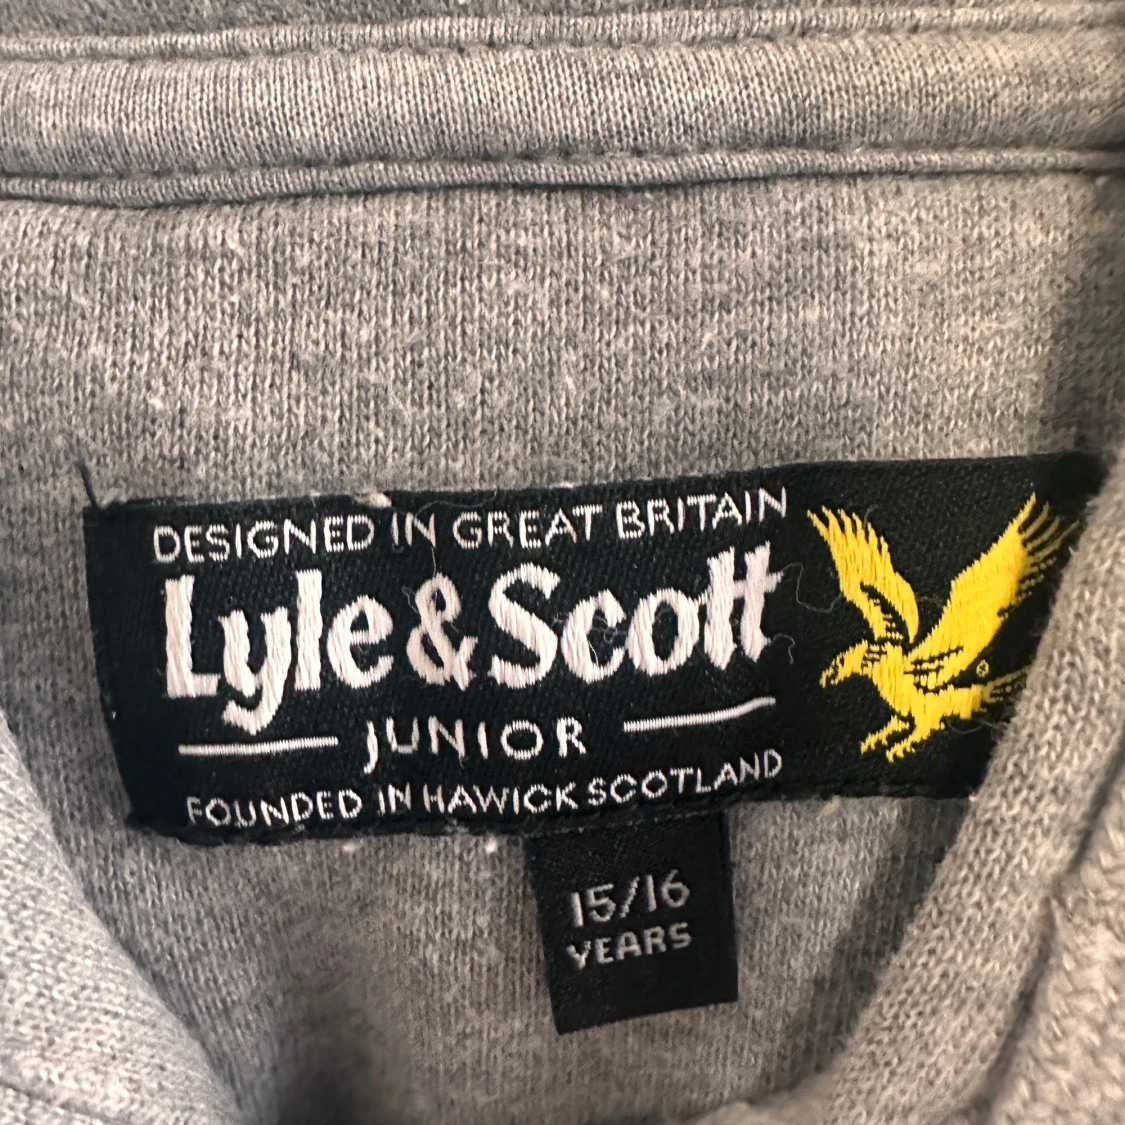 DESIGNED IN GREAT BRITAIN
Lyle & Scott
JUNIOR
FOUNDED IN HAWICK SCOTLAND
15/16
YEARS